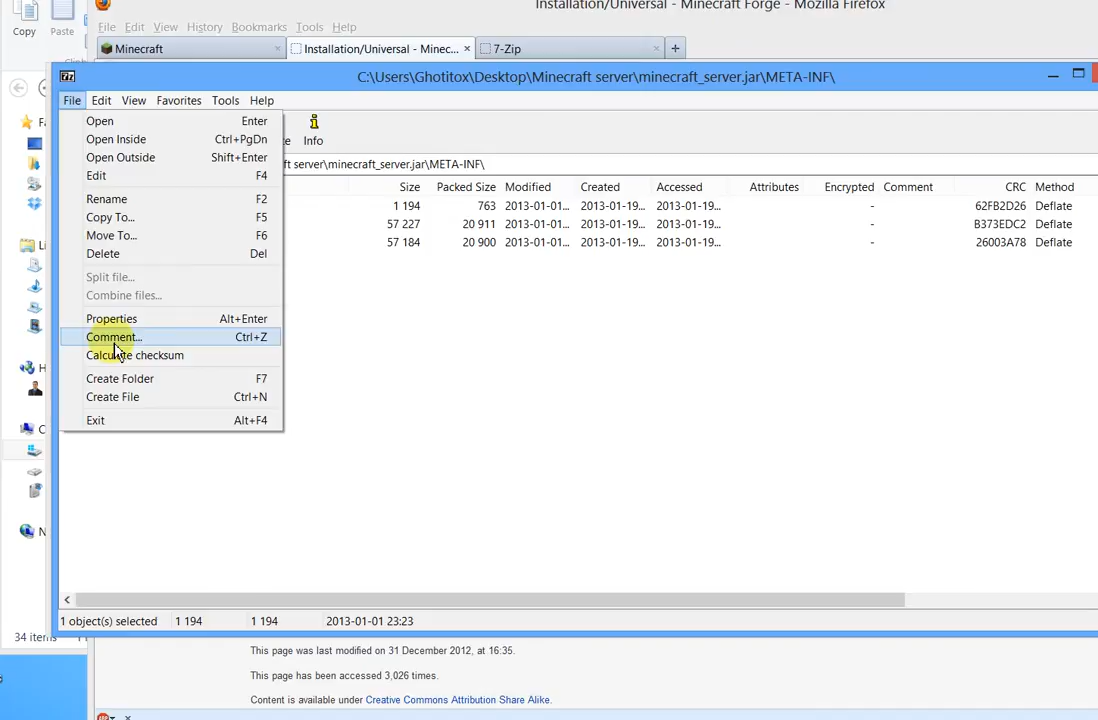 Installation/Universal - Minecraft Forge - Mozilla Firefox
Copy Paste
File Edit View History Bookmarks Tools Help
Minecraft × Installation/Universal - Minec... × 7-Zip × +
C:\Users\Ghotitox\Desktop\Minecraft server\minecraft_server.jar\META-INF\
File Edit View Favorites Tools Help
Open Enter
Open Inside Ctrl+PgDn
Info
Open Outside Shift+Enter
ft server\minecraft_server.jar\META-INF\
Edit F4
Size Packed Size Modified Created Accessed Attributes Encrypted Comment CRC Method
Rename F2
1 194 763 2013-01-01... 2013-01-19... 2013-01-19... - 62FB2D26 Deflate
Copy To... F5
57 227 20 911 2013-01-01... 2013-01-19... 2013-01-19... - B373EDC2 Deflate
Move To... F6
57 184 20 900 2013-01-01... 2013-01-19... 2013-01-19... - 26003A78 Deflate
Delete Del
Split file...
Combine files...
Properties Alt+Enter
Comment... Ctrl+Z
Calculate checksum
Create Folder F7
Create File Ctrl+N
Exit Alt+F4
1 object(s) selected 1 194 1 194 2013-01-01 23:23
34 items
This page was last modified on 31 December 2012, at 16:35.
This page has been accessed 3,026 times.
Content is available under Creative Commons Attribution Share Alike.